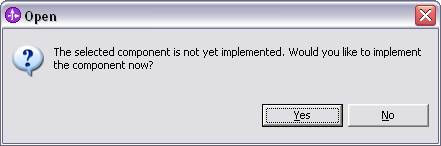 Open
The selected component is not yet implemented. Would you like to implement
the component now?
Yes
No